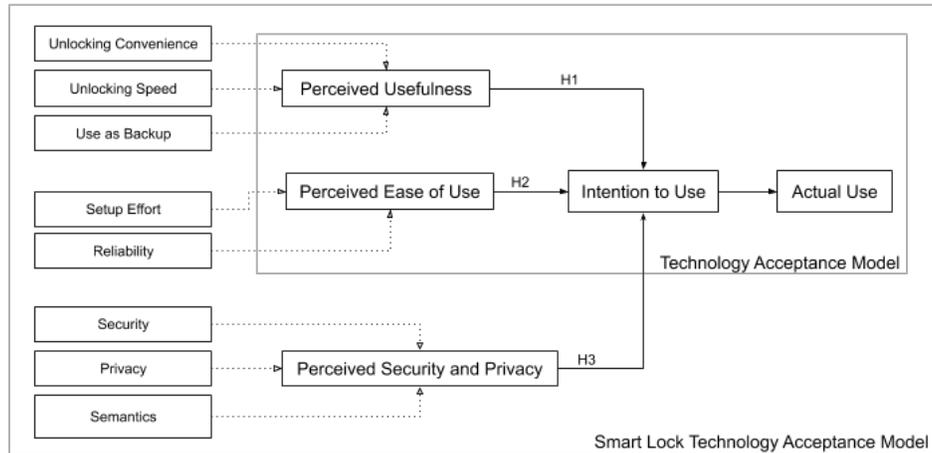 Unlocking Convenience
Unlocking Speed
Use as Backup
Perceived Usefulness
H1
Setup Effort
Reliability
Perceived Ease of Use
H2
Intention to Use
Actual Use
Technology Acceptance Model
Security
Privacy
Semantics
Perceived Security and Privacy
H3
Smart Lock Technology Acceptance Model